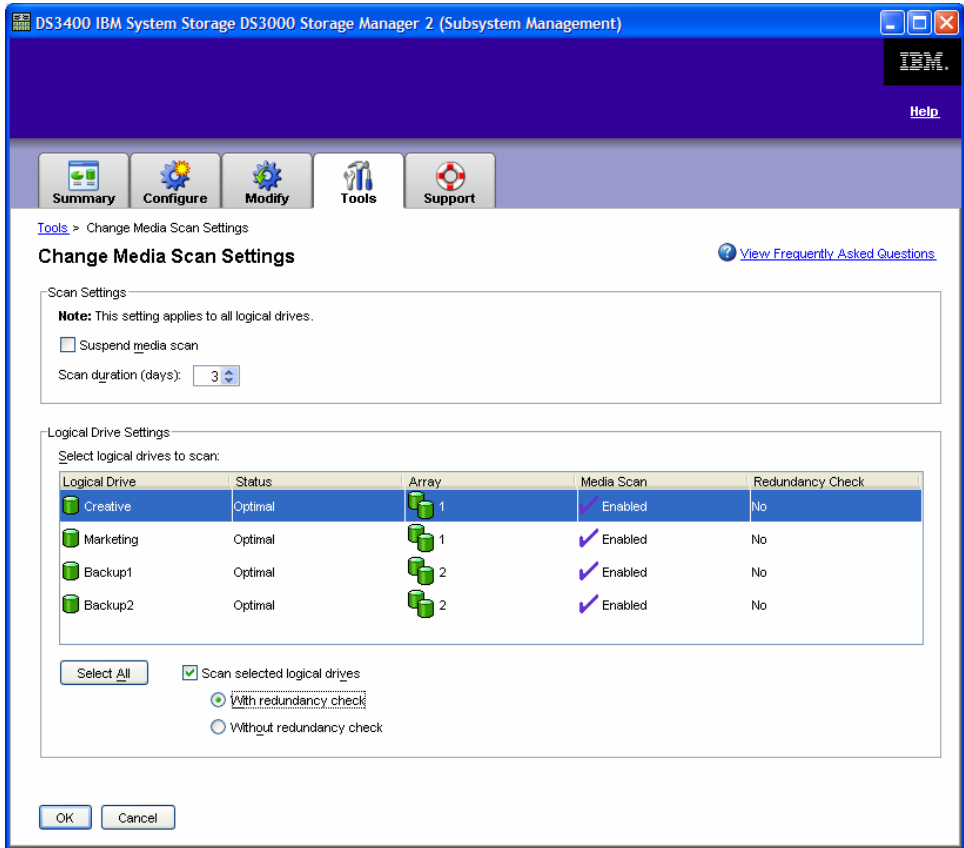 DS3400 IBM System Storage DS3000 Storage Manager 2 (Subsystem Management)
IBM.
Help
Summary
Configure
Modify
Tools
Support
Tools > Change Media Scan Settings
Change Media Scan Settings
? View Frequently Asked Questions
Scan Settings
Note: This setting applies to all logical drives.
Suspend media scan
Scan duration (days): 3
Logical Drive Settings
Select logical drives to scan:
Logical Drive Status Array Media Scan Redundancy Check
Creative Optimal 1 Enabled No
Marketing Optimal 1 Enabled No
Backup1 Optimal 2 Enabled No
Backup2 Optimal 2 Enabled No
Select All Scan selected logical drives
With redundancy check
Without redundancy check
OK Cancel